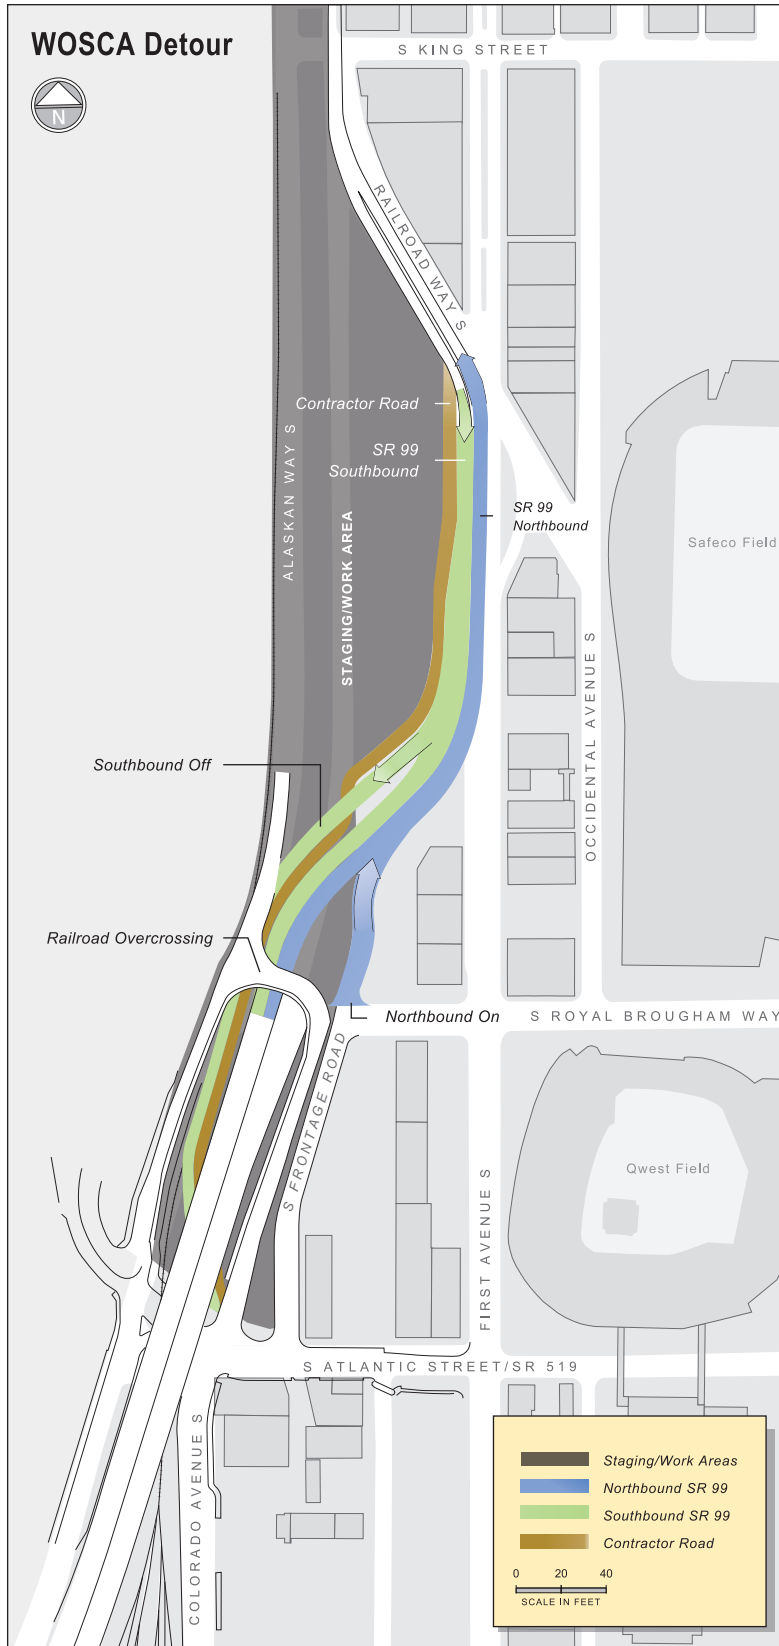 WOSCA Detour
N
S KING STREET
RAILROAD WAY S
Contractor Road
SR 99
Southbound
ALASKAN WAY S
STAGING/WORK AREA
SR 99
Northbound
Safeco Field
OCCIDENTAL AVENUE S
Southbound Off
Railroad Overcrossing
Northbound On
S ROYAL BROUGHAM WAY
S FRONTAGE ROAD
Qwest Field
FIRST AVENUE S
S ATLANTIC STREET/SR 519
COLORADO AVENUE S
Staging/Work Areas
Northbound SR 99
Southbound SR 99
Contractor Road
0 20 40
SCALE IN FEET